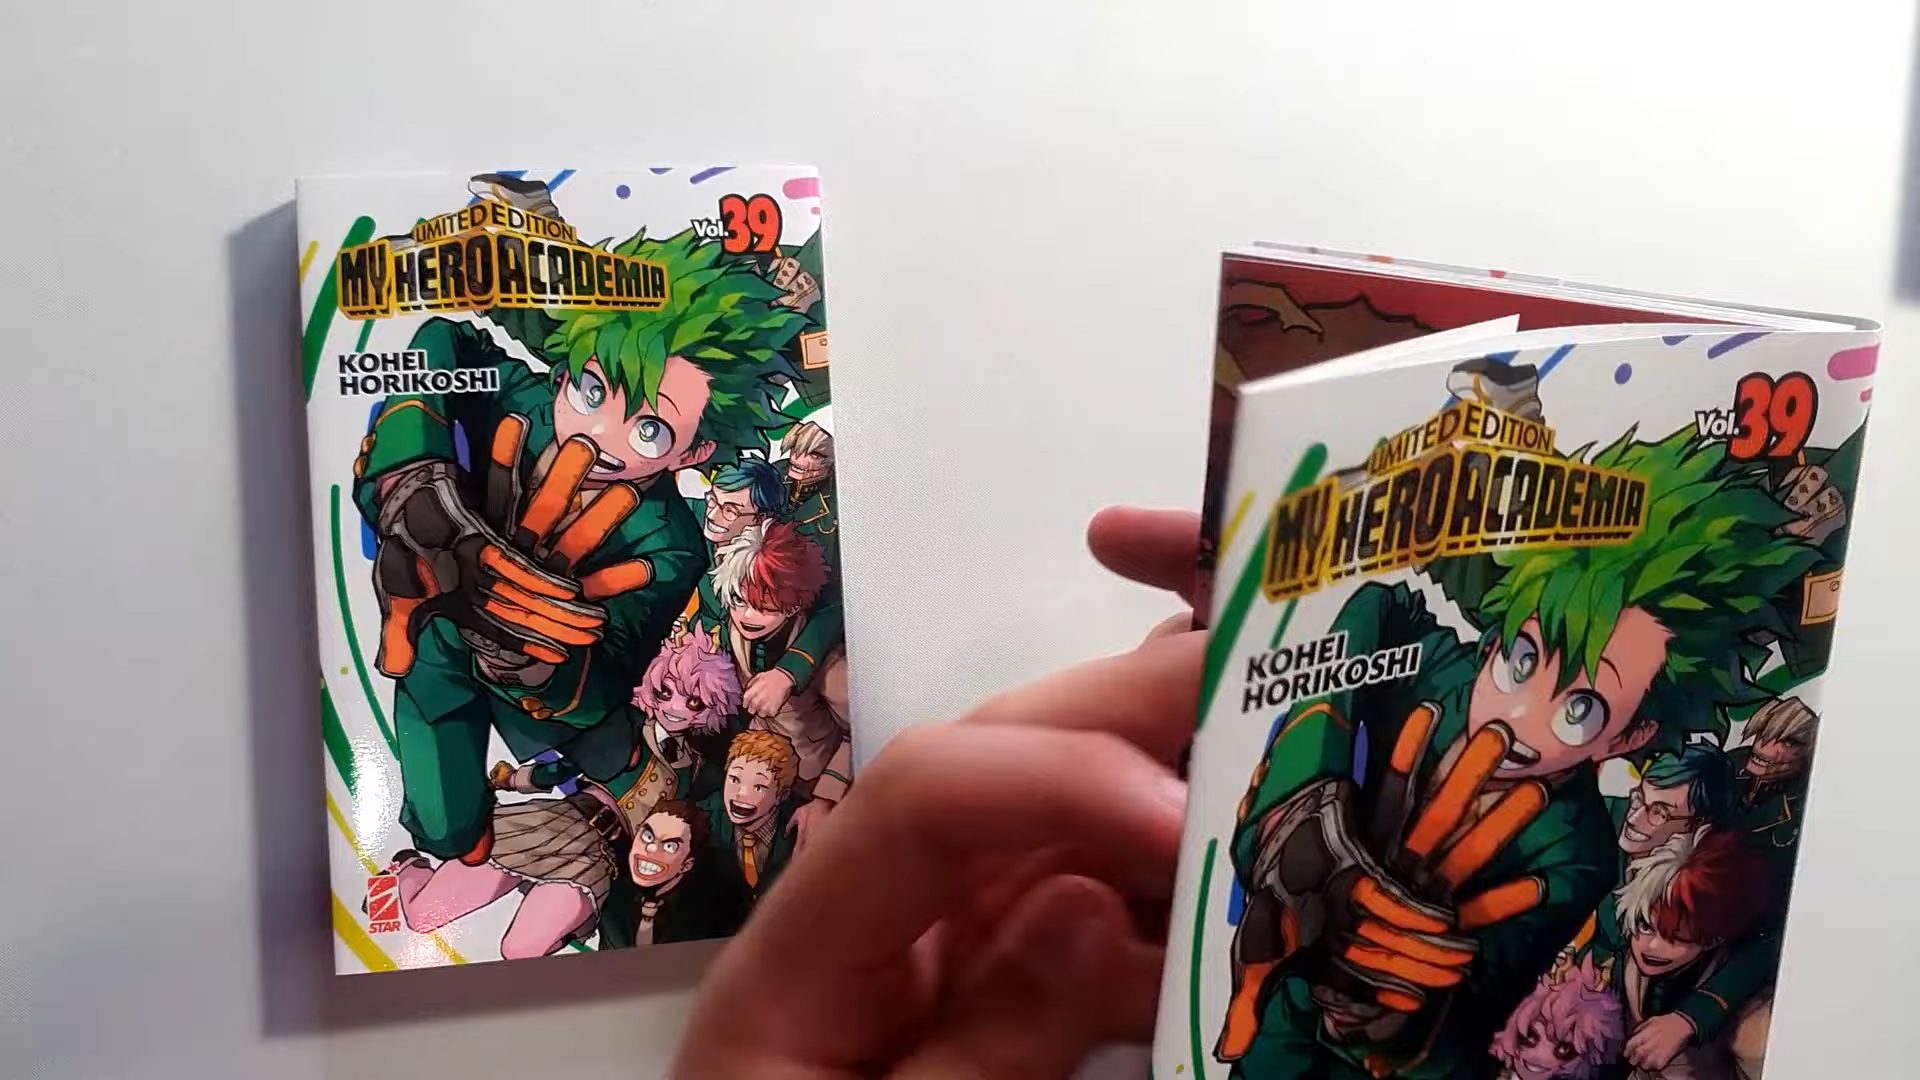 LIMITED EDITION
Vol.39
MY HERO ACADEMIA
KOHEI
HORIKOSHI
STAR
LIMITED EDITION
Vol.39
MY HERO ACADEMIA
KOHEI
HORIKOSHI